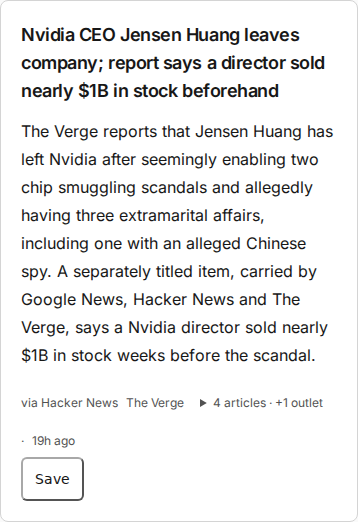 Nvidia CEO Jensen Huang leaves
company; report says a director sold
nearly $1B in stock beforehand
The Verge reports that Jensen Huang has
left Nvidia after seemingly enabling two
chip smuggling scandals and allegedly
having three extramarital affairs,
including one with an alleged Chinese
spy. A separately titled item, carried by
Google News, Hacker News and The
Verge, says a Nvidia director sold nearly
$1B in stock weeks before the scandal.
via Hacker News The Verge ▶ 4 articles · +1 outlet
· 19h ago
Save